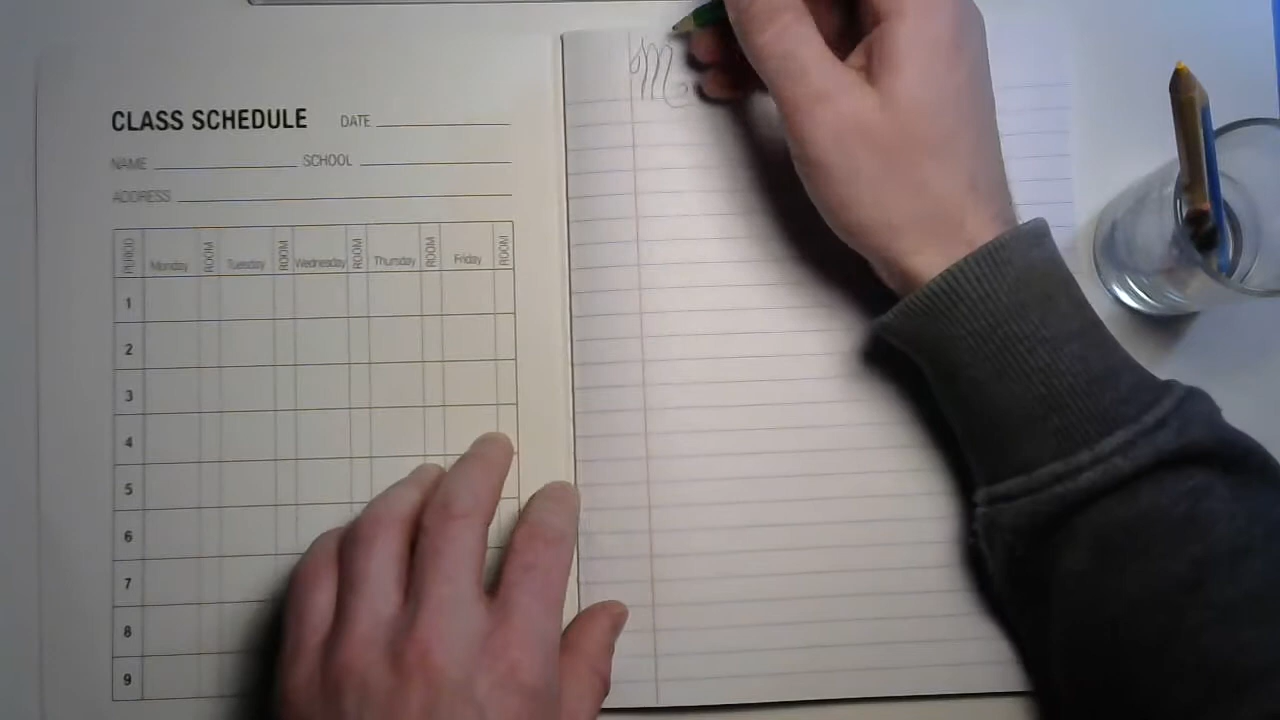 CLASS SCHEDULE DATE
NAME SCHOOL
ADDRESS
PERIOD Monday ROOM Tuesday ROOM Wednesday ROOM Thursday ROOM Friday ROOM
1
2
3
4
5
6
7
8
9
M